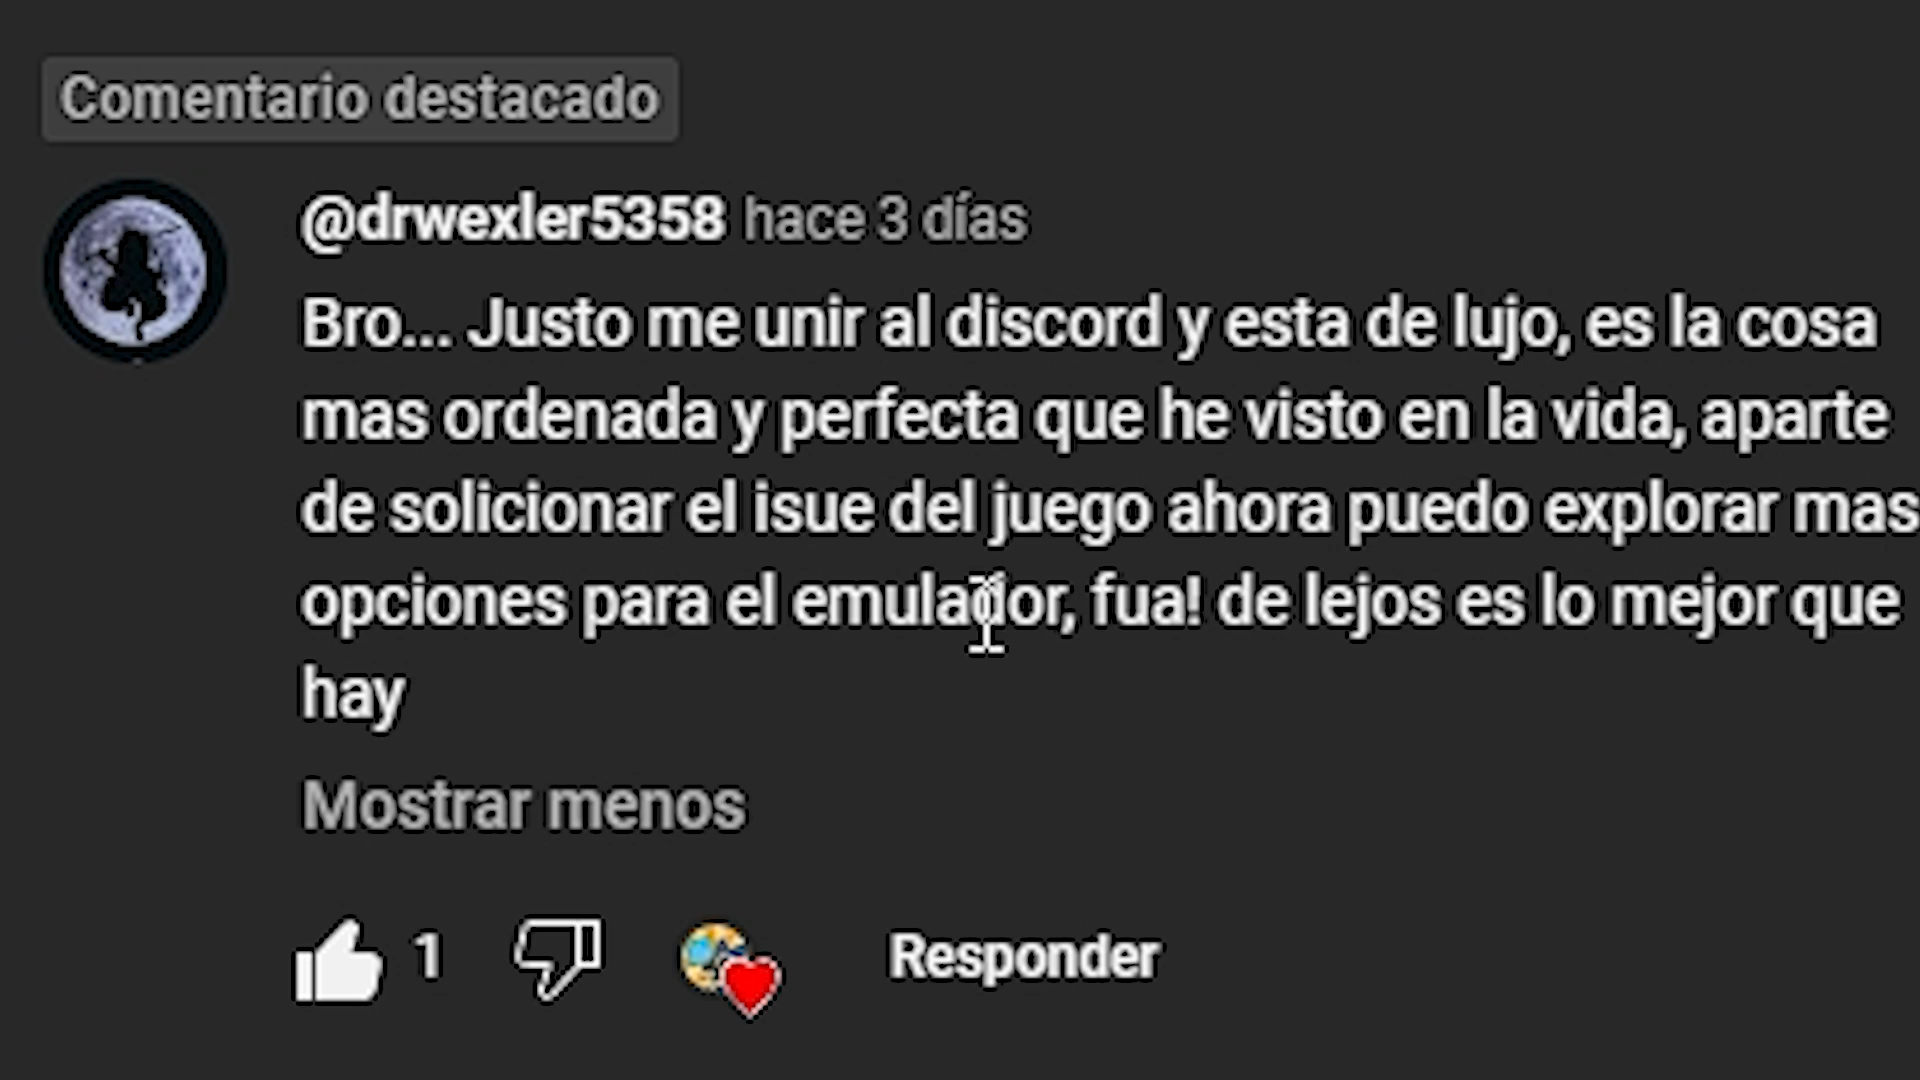 Comentario destacado
@drwexler5358 hace 3 días
Bro... Justo me unir al discord y esta de lujo, es la cosa
mas ordenada y perfecta que he visto en la vida, aparte
de solicionar el isue del juego ahora puedo explorar mas
opciones para el emulador, fua! de lejos es lo mejor que
hay
Mostrar menos
1 Responder